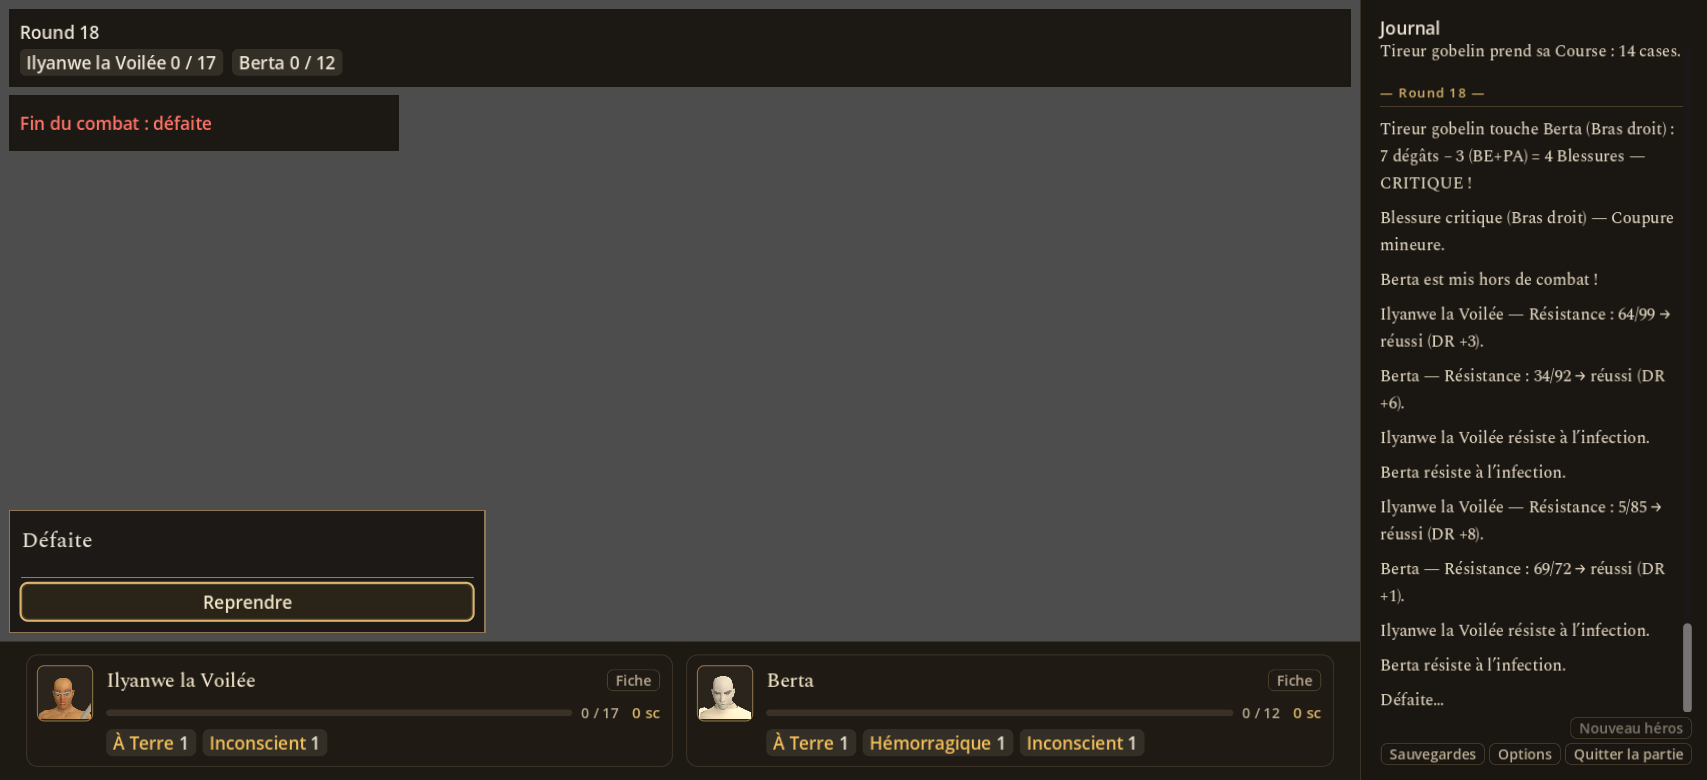 Round 18
Ilyanwe la Voilée 0 / 17 Berta 0 / 12
Fin du combat : défaite
Défaite
Reprendre
Ilyanwe la Voilée Fiche
0 / 17 0 sc
À Terre 1 Inconscient 1
Berta Fiche
0 / 12 0 sc
À Terre 1 Hémorragique 1 Inconscient 1
Journal
Tireur gobelin prend sa Course : 14 cases.
— Round 18 —
Tireur gobelin touche Berta (Bras droit) :
7 dégâts − 3 (BE+PA) = 4 Blessures —
CRITIQUE !
Blessure critique (Bras droit) — Coupure
mineure.
Berta est mis hors de combat !
Ilyanwe la Voilée — Résistance : 64/99 →
réussi (DR +3).
Berta — Résistance : 34/92 → réussi (DR
+6).
Ilyanwe la Voilée résiste à l’infection.
Berta résiste à l’infection.
Ilyanwe la Voilée — Résistance : 5/85 →
réussi (DR +8).
Berta — Résistance : 69/72 → réussi (DR
+1).
Ilyanwe la Voilée résiste à l’infection.
Berta résiste à l’infection.
Défaite…
Nouveau héros
Sauvegardes Options Quitter la partie